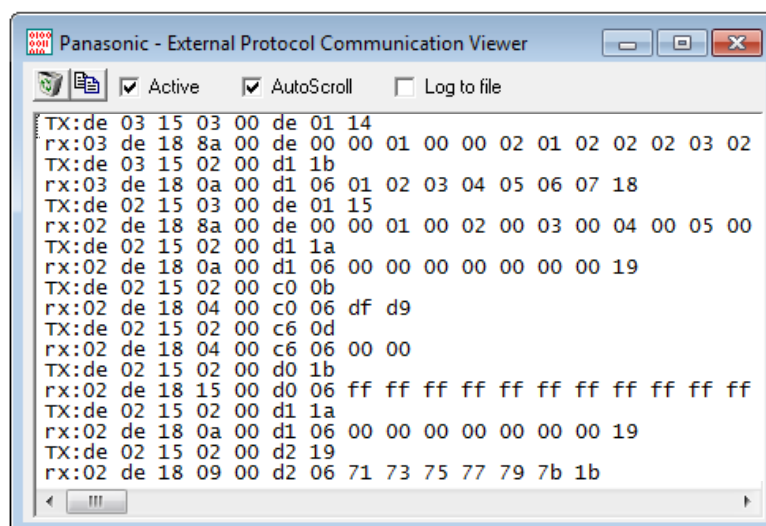 Panasonic - External Protocol Communication Viewer
Active AutoScroll Log to file
TX:de 03 15 03 00 de 01 14
rx:03 de 18 8a 00 de 00 00 01 00 00 02 01 02 02 02 03 02
TX:de 03 15 02 00 d1 1b
rx:03 de 18 0a 00 d1 06 01 02 03 04 05 06 07 18
TX:de 02 15 03 00 de 01 15
rx:02 de 18 8a 00 de 00 00 01 00 02 00 03 00 04 00 05 00
TX:de 02 15 02 00 d1 1a
rx:02 de 18 0a 00 d1 06 00 00 00 00 00 00 00 19
TX:de 02 15 02 00 c0 0b
rx:02 de 18 04 00 c0 06 df d9
TX:de 02 15 02 00 c6 0d
rx:02 de 18 04 00 c6 06 00 00
TX:de 02 15 02 00 d0 1b
rx:02 de 18 15 00 d0 06 ff ff ff ff ff ff ff ff ff ff ff
TX:de 02 15 02 00 d1 1a
rx:02 de 18 0a 00 d1 06 00 00 00 00 00 00 00 19
TX:de 02 15 02 00 d2 19
rx:02 de 18 09 00 d2 06 71 73 75 77 79 7b 1b